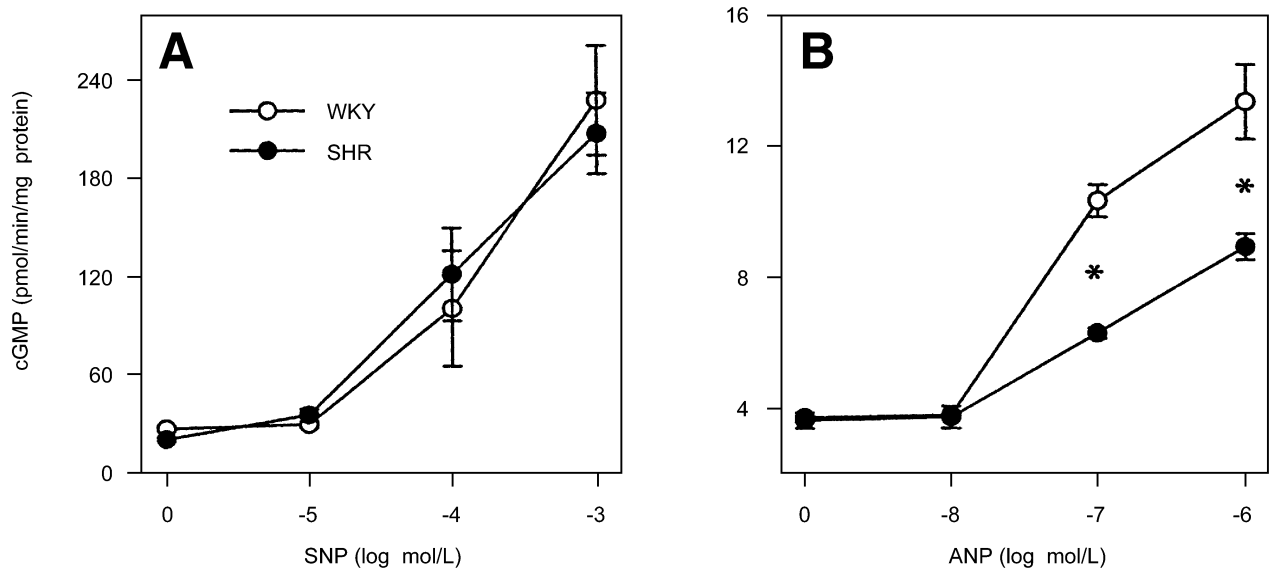 A
WKY
SHR
240
180
120
60
0
cGMP (pmol/min/mg protein)
0 -5 -4 -3
SNP (log mol/L)
B
16
12
8
*
*
4
0 -8 -7 -6
ANP (log mol/L)